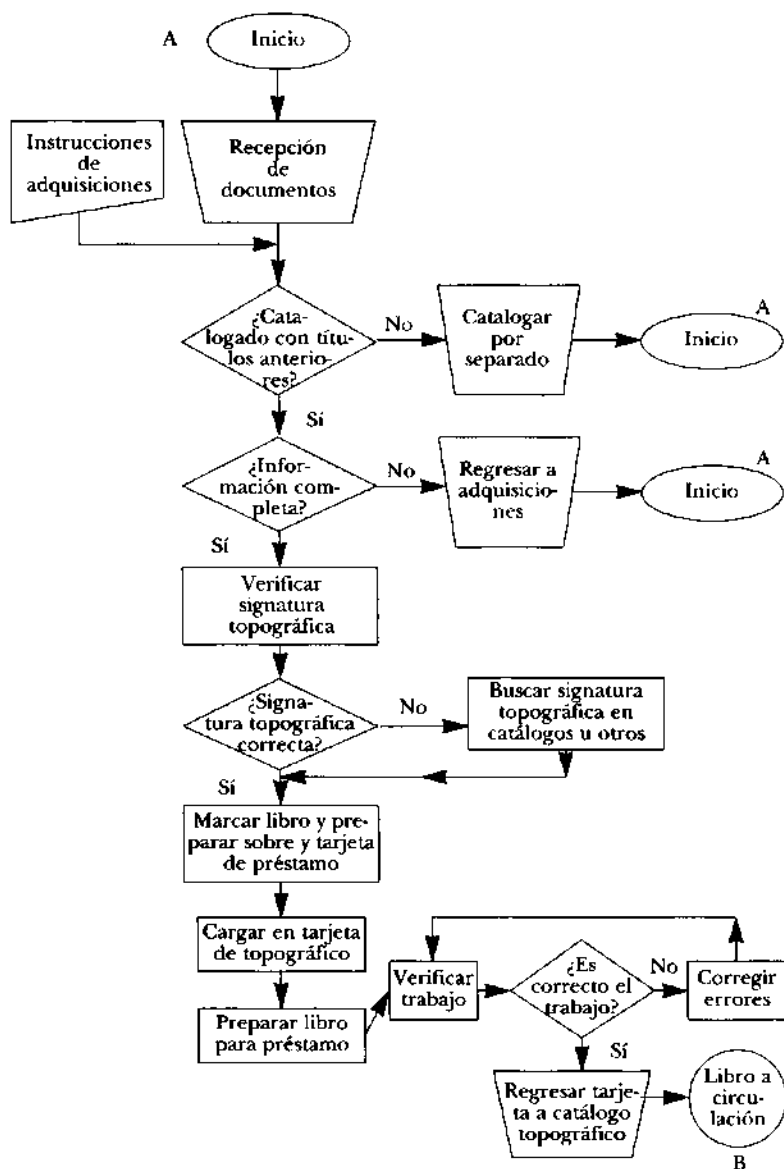 A
Inicio
Instrucciones
de
adquisiciones
Recepción
de
documentos
¿Cata-
logado con títu-
los anterio-
res?
No
Catalogar
por
separado
A
Inicio
Sí
¿Infor-
mación com-
pleta?
No
Regresar a
adquisicio-
nes
A
Inicio
Sí
Verificar
signatura
topográfica
¿Signa-
tura topográfica
correcta?
No
Buscar signatura
topográfica en
catálogos u otros
Sí
Marcar libro y pre-
parar sobre y tarjeta
de préstamo
Cargar en tarjeta
de topográfico
Preparar libro
para préstamo
Verificar
trabajo
¿Es
correcto el
trabajo?
No
Corregir
errores
Sí
Regresar tarje-
ta a catálogo
topográfico
Libro a
circu-
lación
B